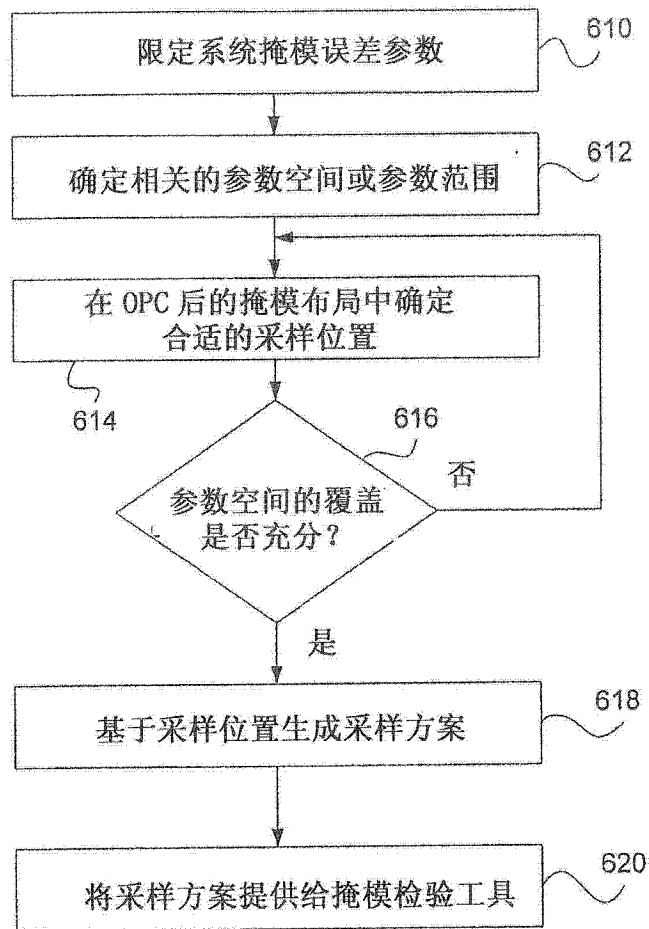 限定系统掩模误差参数
610
确定相关的参数空间或参数范围
612
在 OPC 后的掩模布局中确定
合适的采样位置
614
616
参数空间的覆盖
是否充分?
否
是
基于采样位置生成采样方案
618
将采样方案提供给掩模检验工具
620